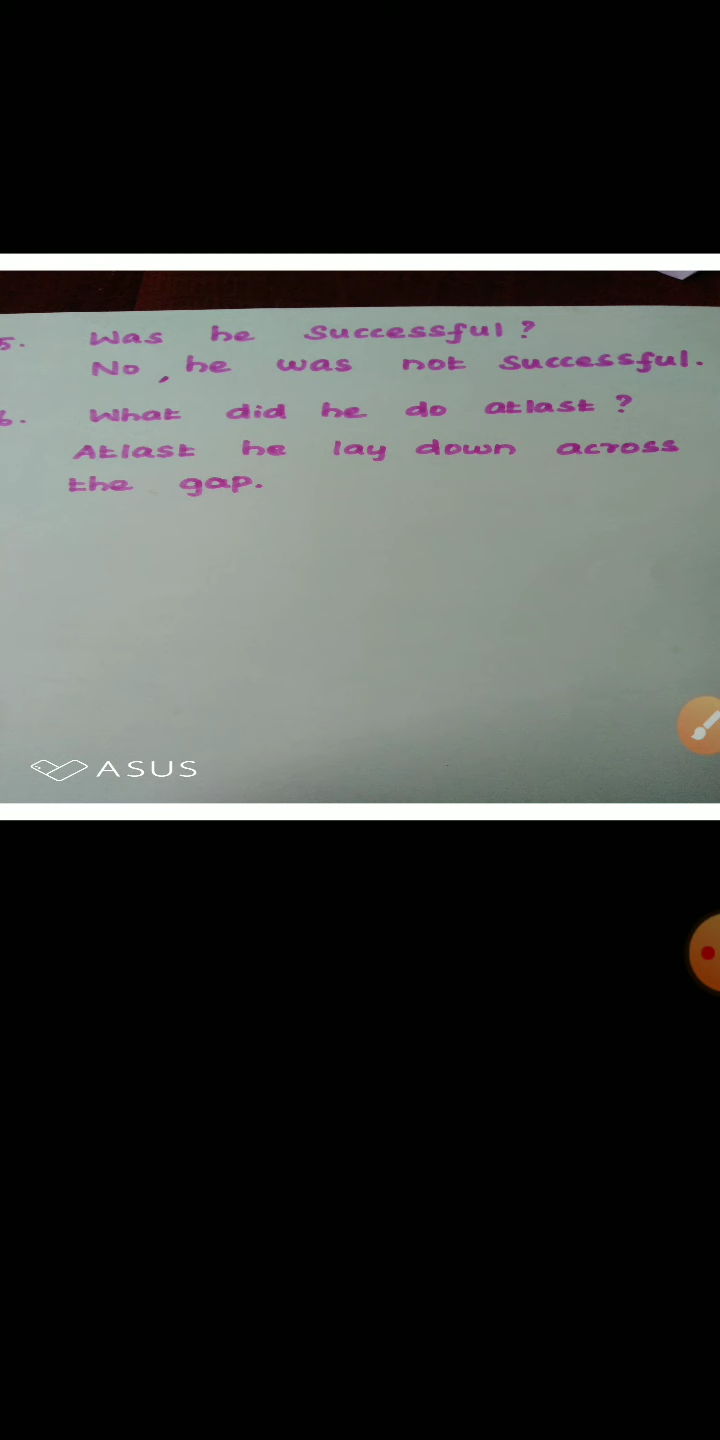 5. Was he Successful?
No, he was not Successful.
6. What did he do atlast?
Atlast he lay down across
the gap.
ASUS